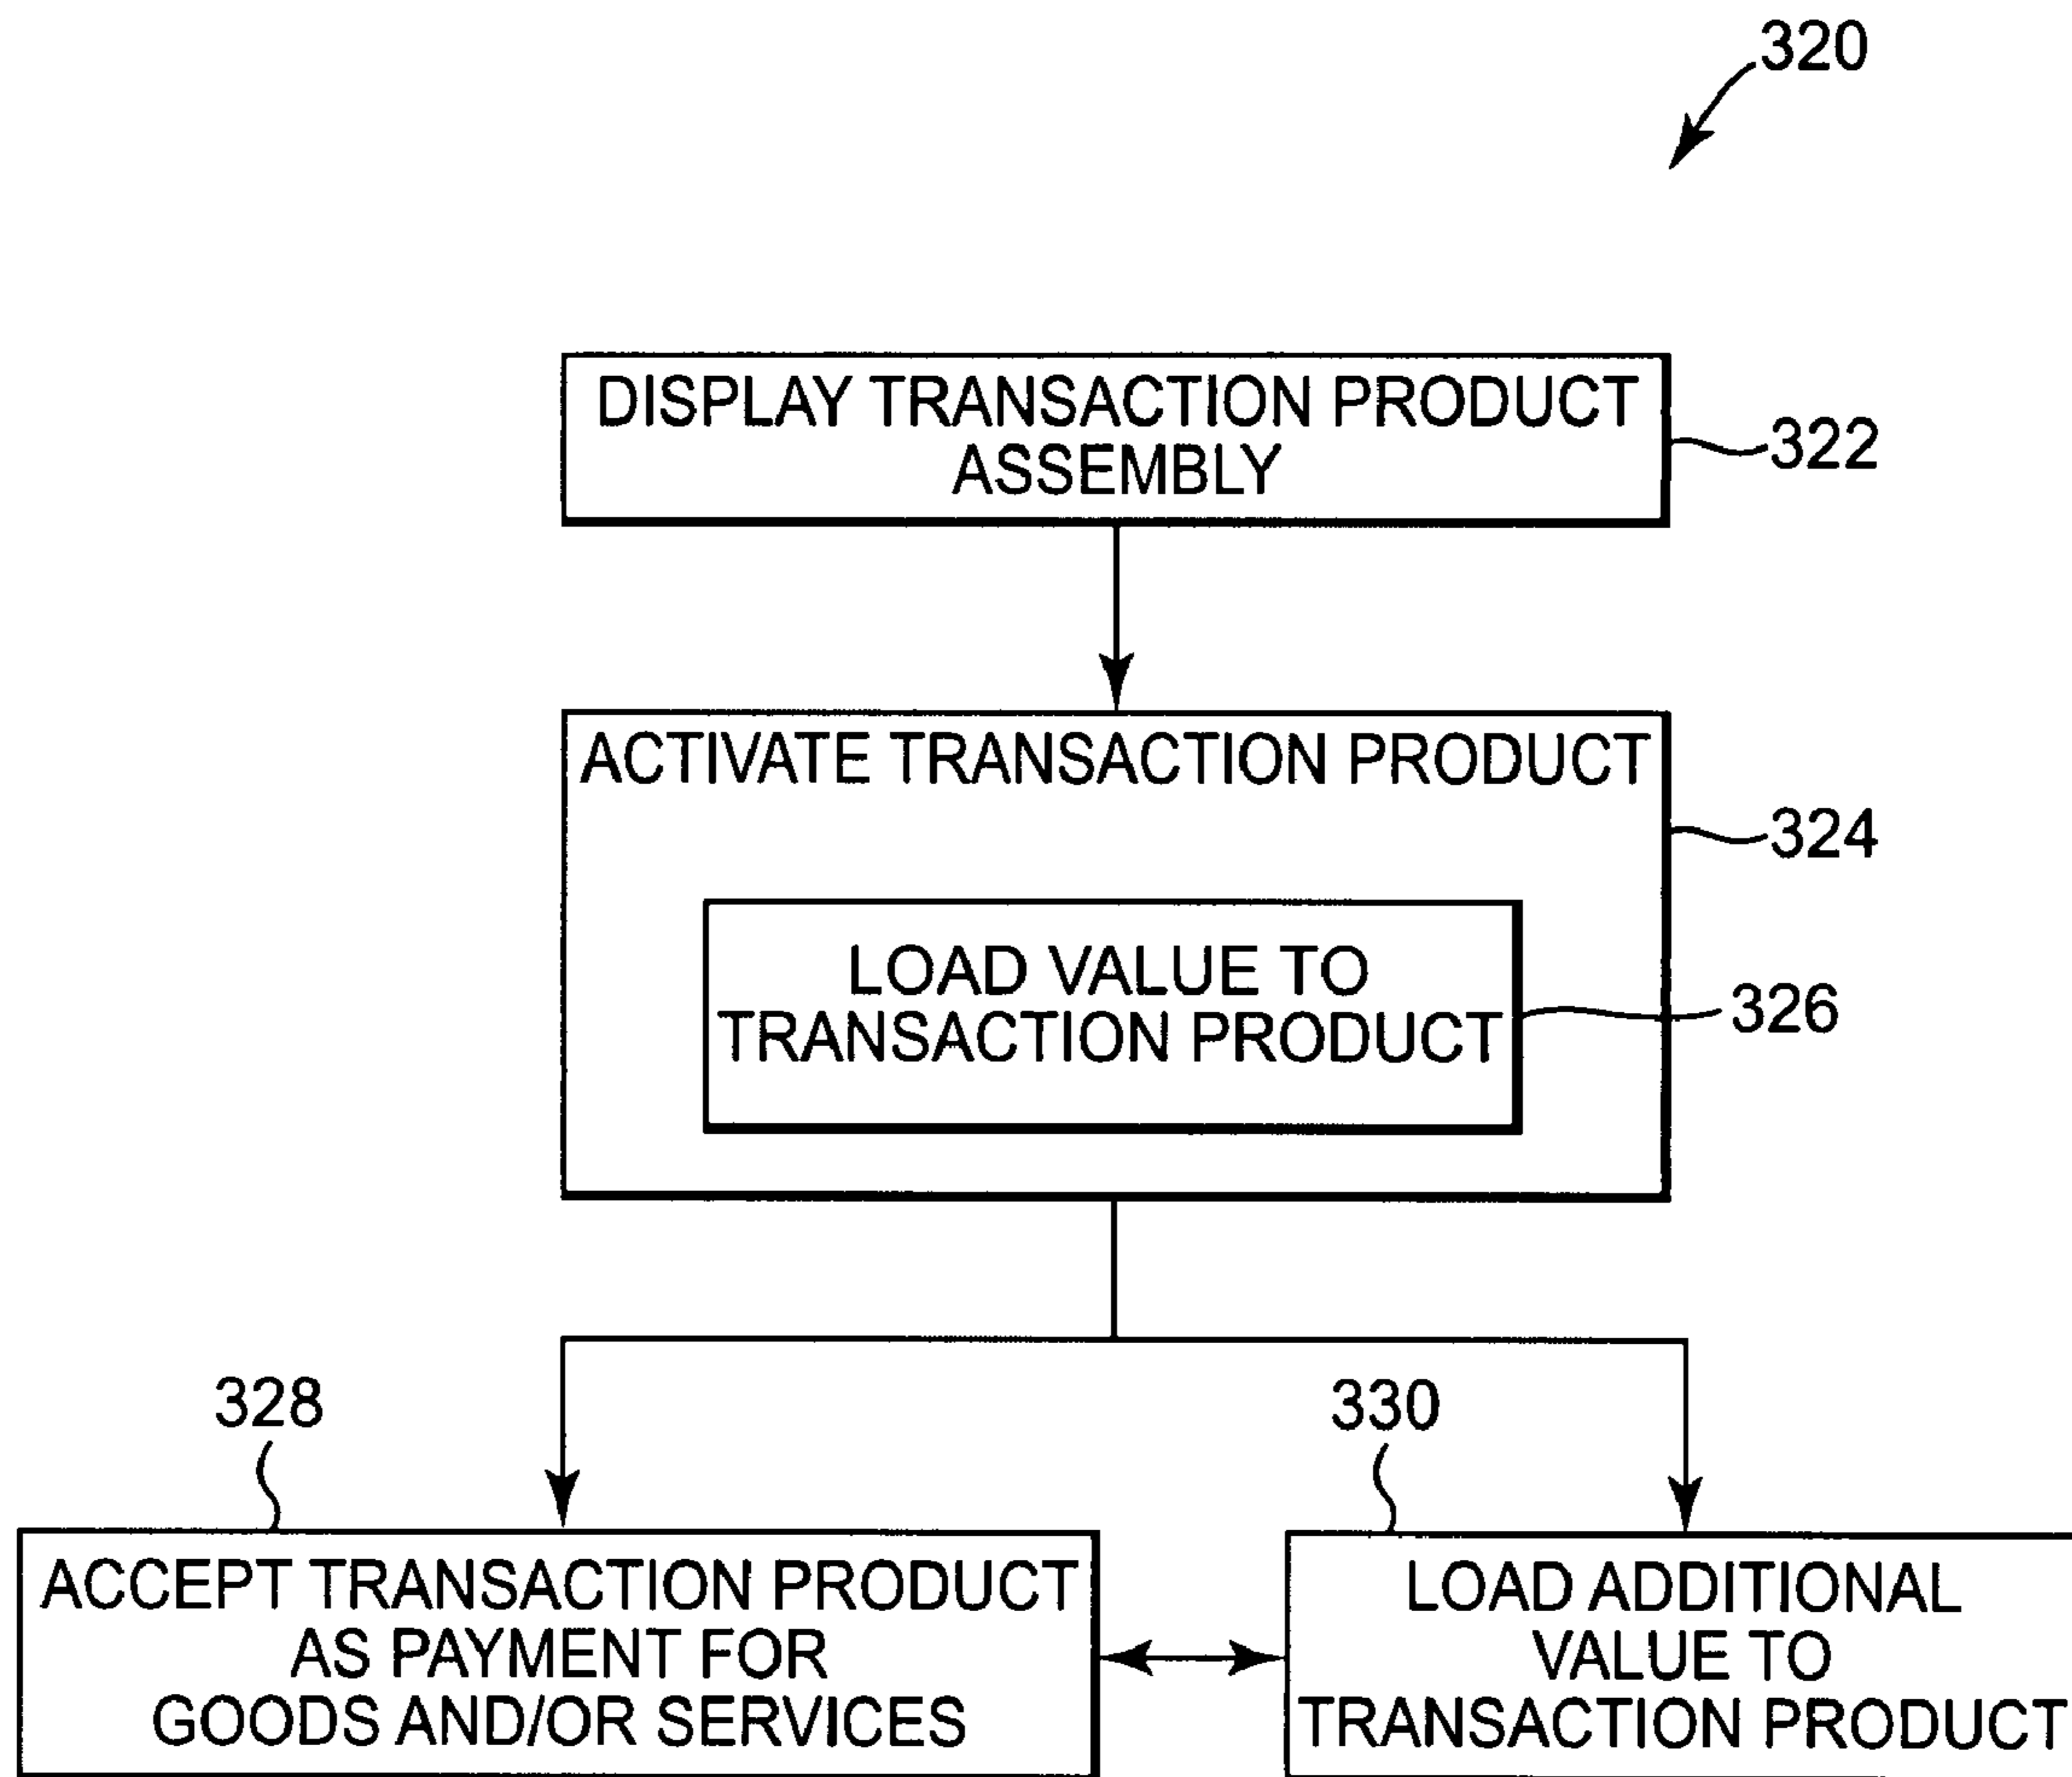 320
DISPLAY TRANSACTION PRODUCT
ASSEMBLY
322
ACTIVATE TRANSACTION PRODUCT
324
LOAD VALUE TO
TRANSACTION PRODUCT
326
328
330
ACCEPT TRANSACTION PRODUCT
AS PAYMENT FOR
GOODS AND/OR SERVICES
LOAD ADDITIONAL
VALUE TO
TRANSACTION PRODUCT